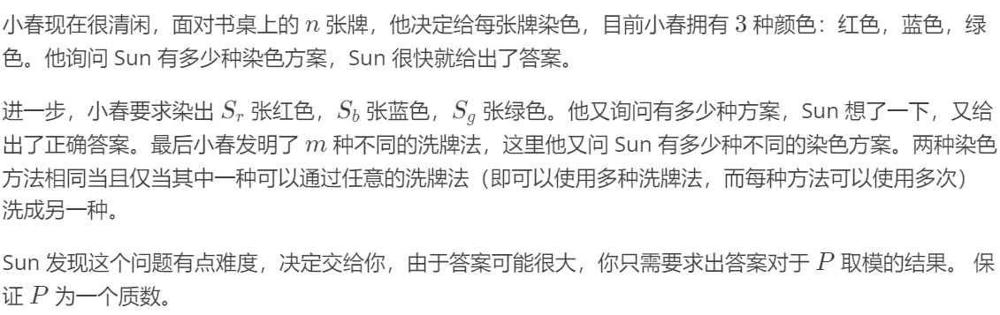 小春现在很清闲，面对书桌上的 n 张牌，他决定给每张牌染色，目前小春拥有 3 种颜色：红色，蓝色，绿
色。他询问 Sun 有多少种染色方案，Sun 很快就给出了答案。
进一步，小春要求染出 S_r 张红色，S_b 张蓝色，S_g 张绿色。他又询问有多少种方案，Sun 想了一下，又给
出了正确答案。最后小春发明了 m 种不同的洗牌法，这里他又问 Sun 有多少种不同的染色方案。两种染色
方法相同当且仅当其中一种可以通过任意的洗牌法（即可以使用多种洗牌法，而每种方法可以使用多次）
洗成另一种。
Sun 发现这个问题有点难度，决定交给你，由于答案可能很大，你只需要求出答案对于 P 取模的结果。 保
证 P 为一个质数。